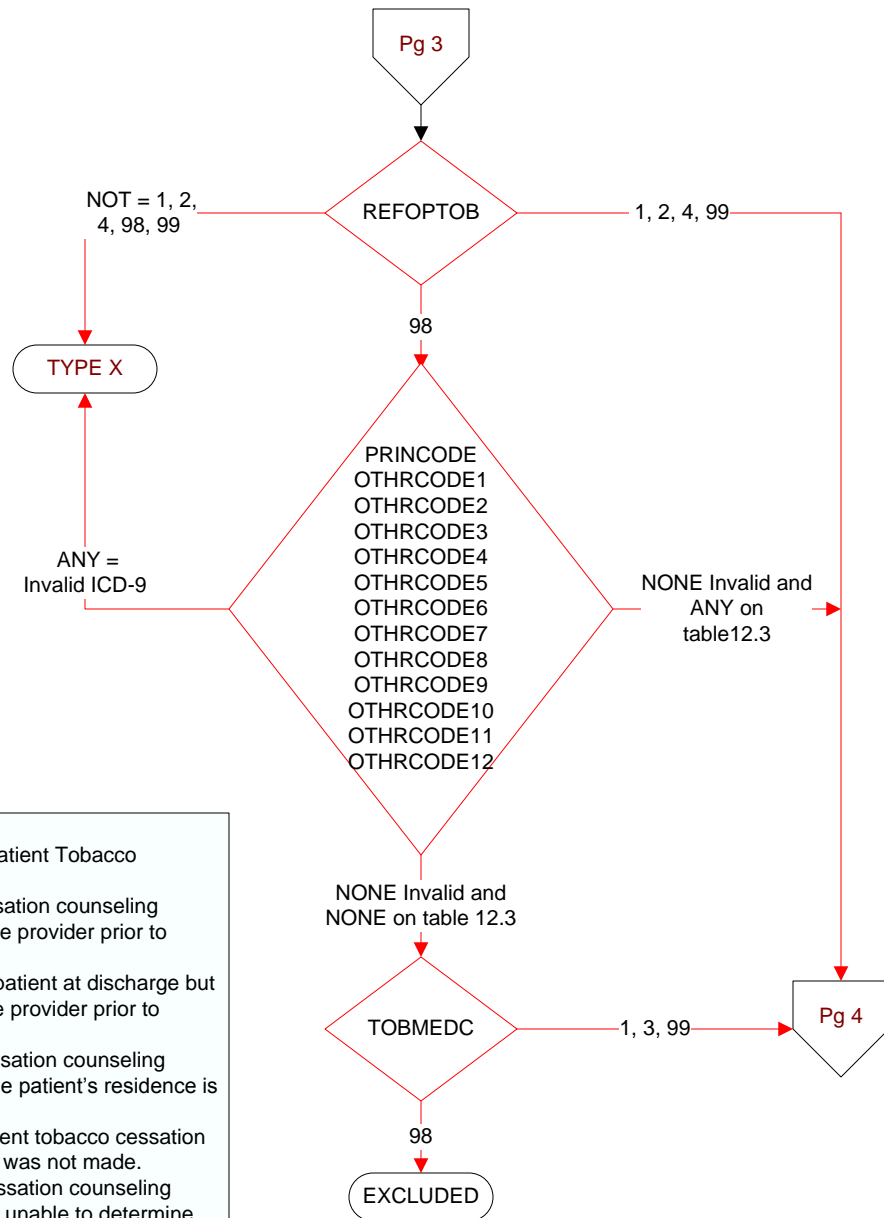 Pg 3
REFOPTOB
NOT = 1, 2,
4, 98, 99
1, 2, 4, 99
98
TYPE X
PRINCODE
OTHRCODE1
OTHRCODE2
OTHRCODE3
OTHRCODE4
OTHRCODE5
OTHRCODE6
OTHRCODE7
OTHRCODE8
OTHRCODE9
OTHRCODE10
OTHRCODE11
OTHRCODE12
ANY =
Invalid ICD-9
NONE Invalid and
ANY on
table12.3
NONE Invalid and
NONE on table 12.3
TOBMEDC
1, 3, 99
Pg 4
98
EXCLUDED
atient Tobacco
sation counseling
e provider prior to
patient at discharge but
e provider prior to
sation counseling
e patient's residence is
ent tobacco cessation
was not made.
ssation counseling
unable to determine